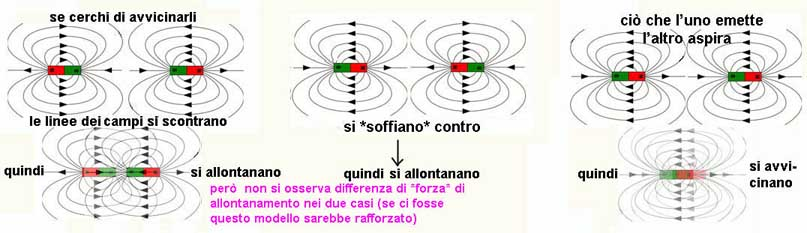 se cerchi di avvicinarli
le linee dei campi si scontrano
quindi
si allontanano
si *soffiano* contro
quindi si allontanano
però non si osserva differenza di "forza" di
allontanamento nei due casi (se ci fosse
questo modello sarebbe rafforzato)
ciò che l'uno emette
l'altro aspira
quindi
si avvi-
cinano